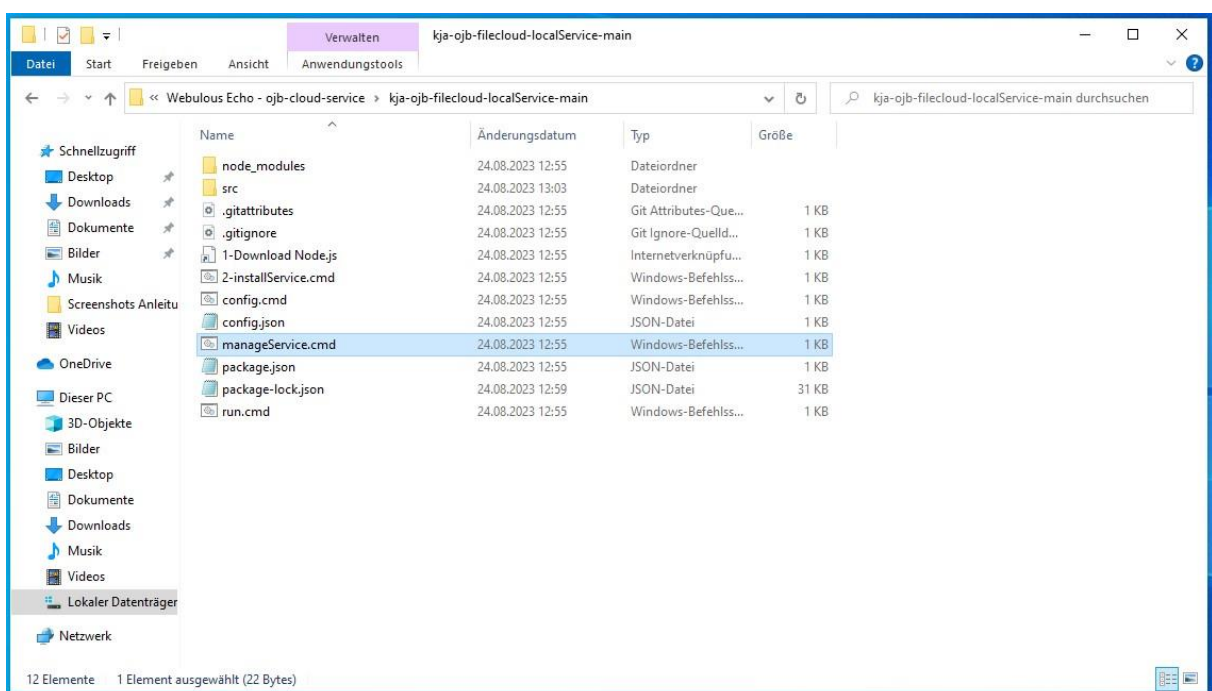 Verwalten
kja-ojb-filecloud-localService-main
Datei
Start
Freigeben
Ansicht
Anwendungstools
« Webulous Echo - ojb-cloud-service › kja-ojb-filecloud-localService-main
kja-ojb-filecloud-localService-main durchsuchen
Schnellzugriff
Desktop
Downloads
Dokumente
Bilder
Musik
Screenshots Anleitu
Videos
OneDrive
Dieser PC
3D-Objekte
Bilder
Desktop
Dokumente
Downloads
Musik
Videos
Lokaler Datenträger
Netzwerk
Name Änderungsdatum Typ Größe
node_modules 24.08.2023 12:55 Dateiordner
src 24.08.2023 13:03 Dateiordner
.gitattributes 24.08.2023 12:55 Git Attributes-Que... 1 KB
.gitignore 24.08.2023 12:55 Git Ignore-Quelld... 1 KB
1-Download Node.js 24.08.2023 12:55 Internetverknüpfu... 1 KB
2-installService.cmd 24.08.2023 12:55 Windows-Befehlss... 1 KB
config.cmd 24.08.2023 12:55 Windows-Befehlss... 1 KB
config.json 24.08.2023 12:55 JSON-Datei 1 KB
manageService.cmd 24.08.2023 12:55 Windows-Befehlss... 1 KB
package.json 24.08.2023 12:55 JSON-Datei 1 KB
package-lock.json 24.08.2023 12:59 JSON-Datei 31 KB
run.cmd 24.08.2023 12:55 Windows-Befehlss... 1 KB
12 Elemente 1 Element ausgewählt (22 Bytes)